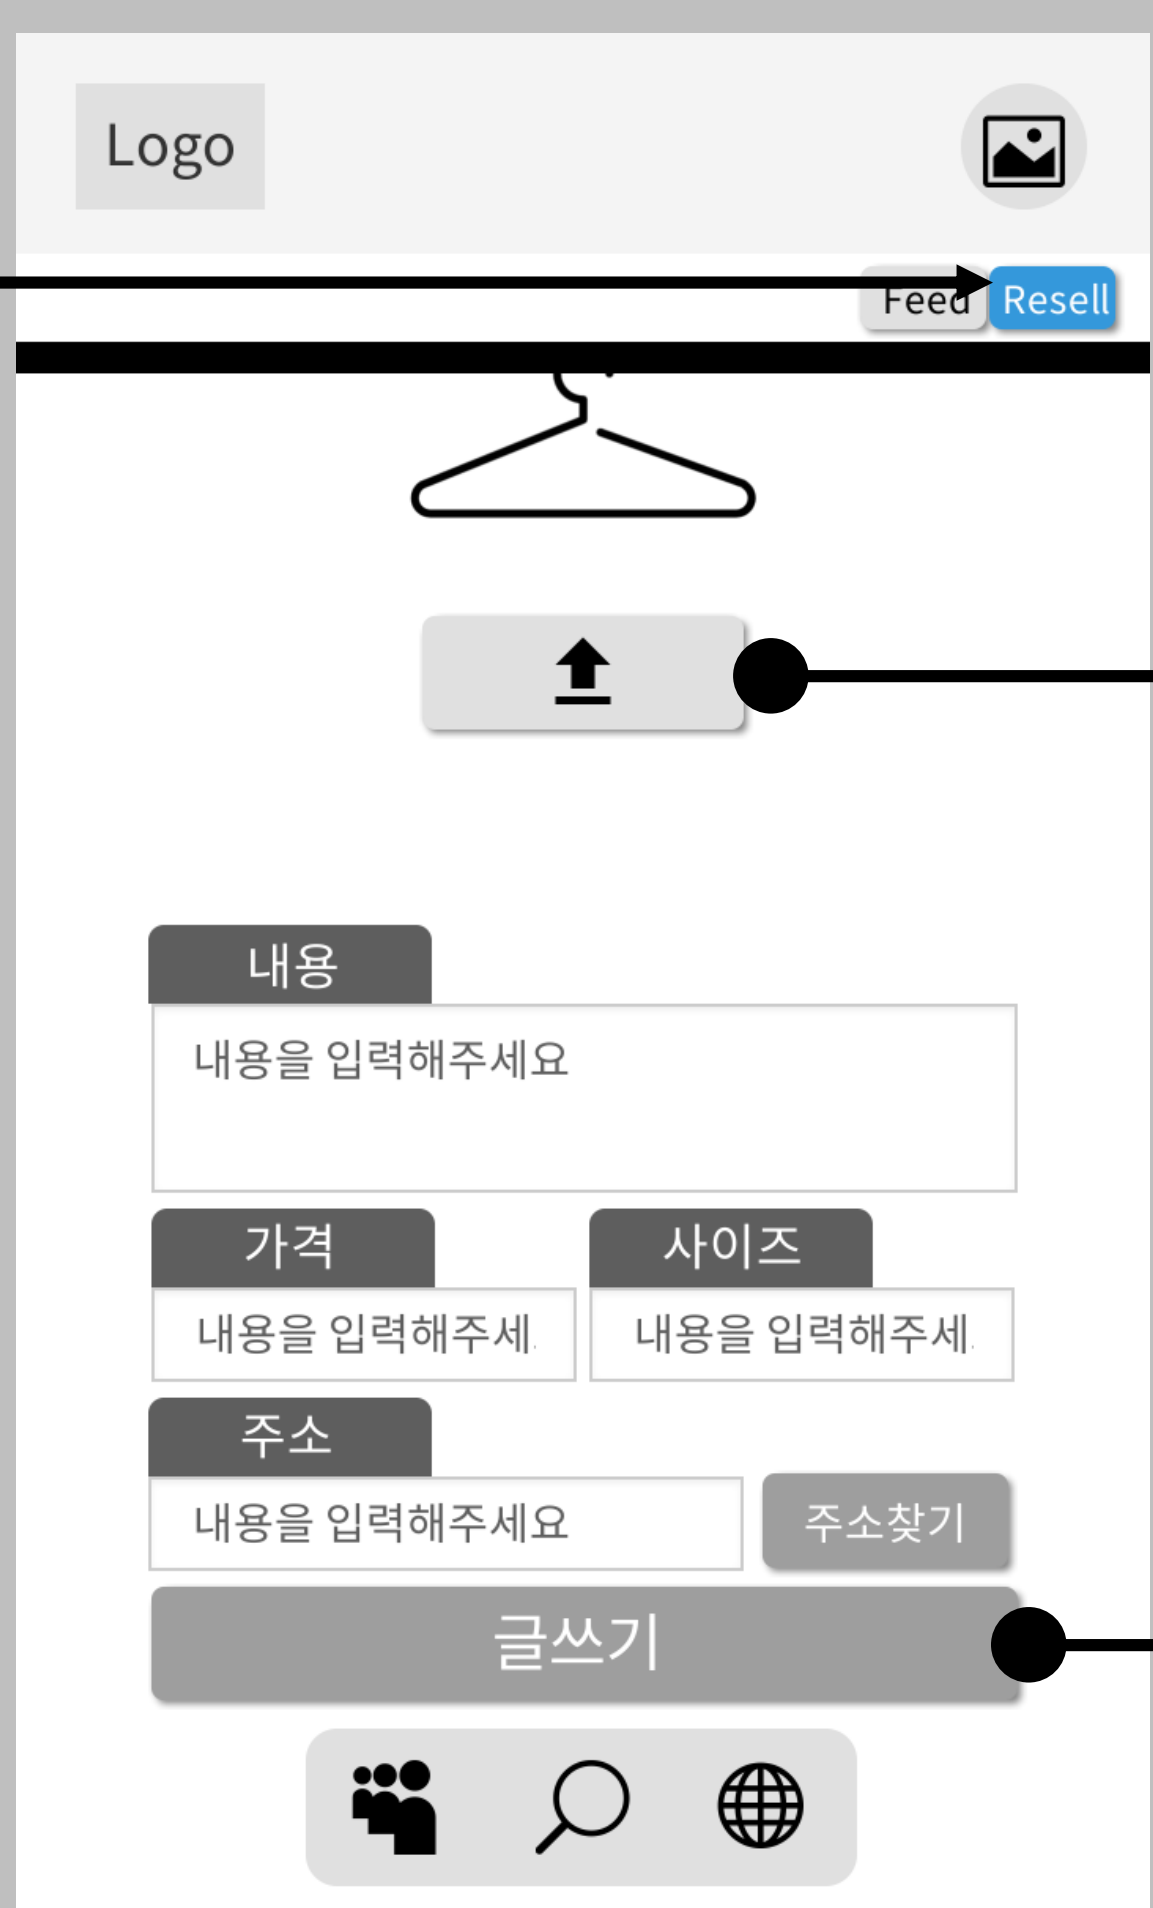 Logo
Feed Resell
내용
내용을 입력해주세요
가격 사이즈
내용을 입력해주세. 내용을 입력해주세.
주소
내용을 입력해주세요 주소찾기
글쓰기